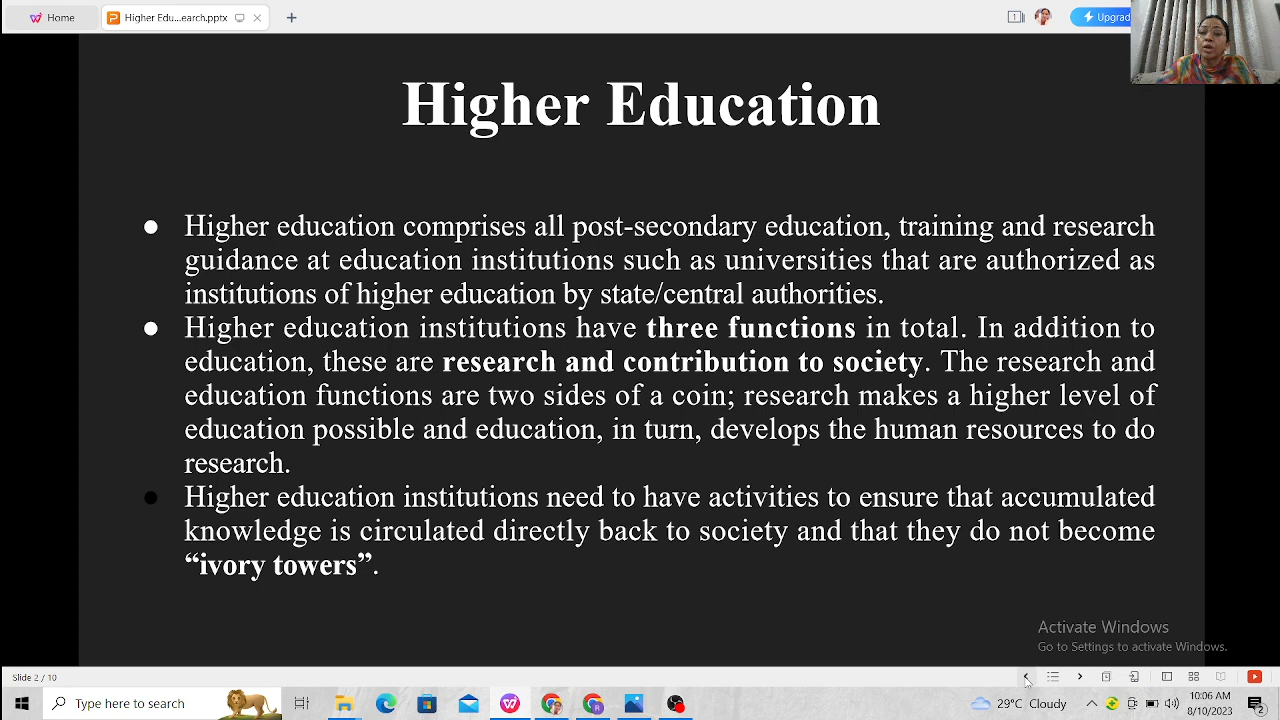 Home
Higher Edu...earch.pptx
1
Upgrad
Higher Education
Higher education comprises all post-secondary education, training and research
guidance at education institutions such as universities that are authorized as
institutions of higher education by state/central authorities.
Higher education institutions have three functions in total. In addition to
education, these are research and contribution to society. The research and
education functions are two sides of a coin; research makes a higher level of
education possible and education, in turn, develops the human resources to do
research.
Higher education institutions need to have activities to ensure that accumulated
knowledge is circulated directly back to society and that they do not become
“ivory towers”.
Activate Windows
Go to Settings to activate Windows.
Slide 2 / 10
Type here to search
29°C Cloudy
10:06 AM
8/10/2023
2